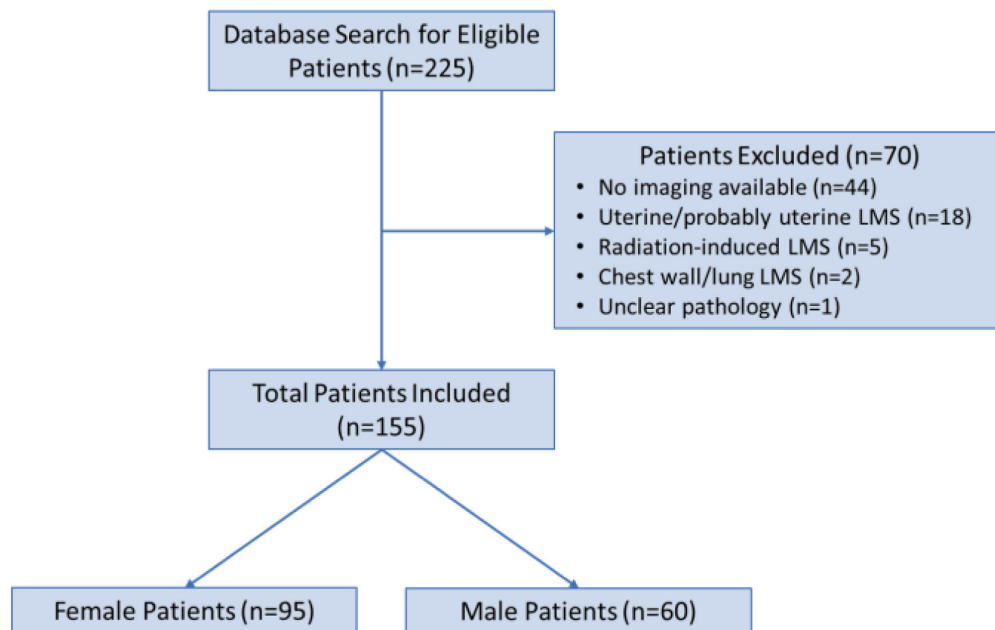 Database Search for Eligible
Patients (n=225)
Patients Excluded (n=70)
• No imaging available (n=44)
• Uterine/probably uterine LMS (n=18)
• Radiation-induced LMS (n=5)
• Chest wall/lung LMS (n=2)
• Unclear pathology (n=1)
Total Patients Included
(n=155)
Female Patients (n=95)
Male Patients (n=60)